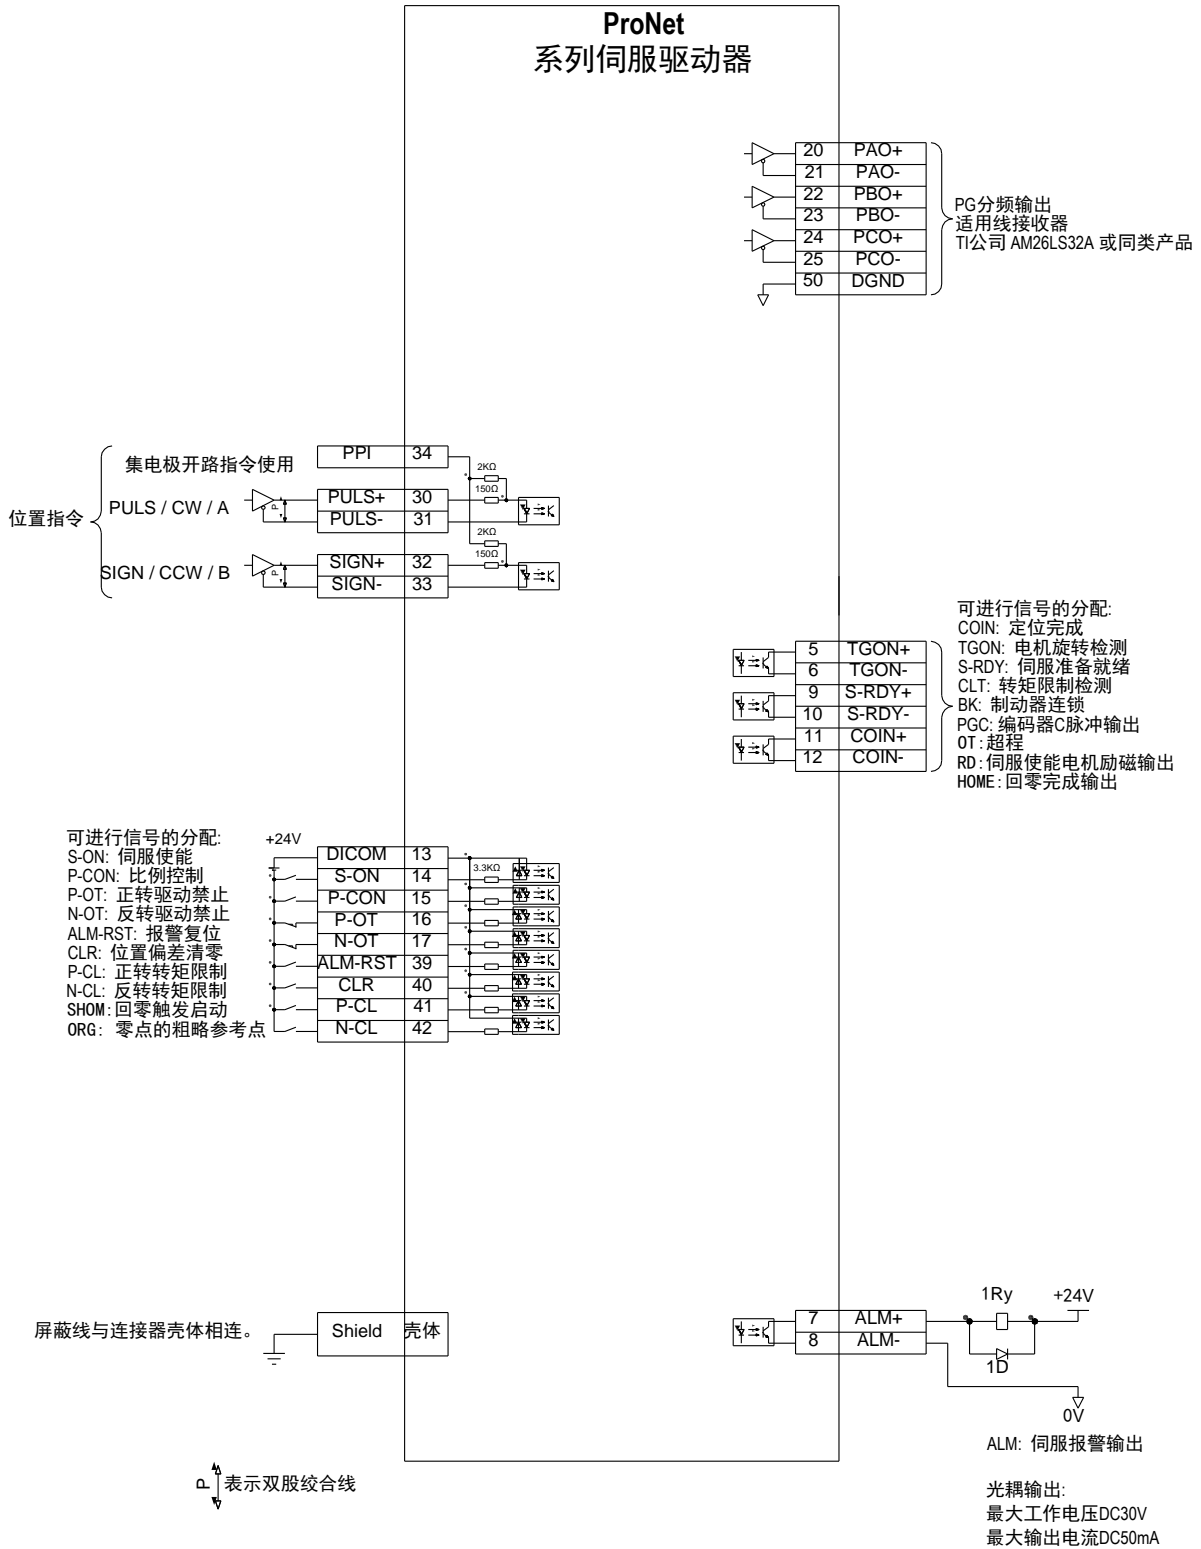 ProNet
系列伺服驱动器
20 PAO+
21 PAO-
22 PBO+
23 PBO-
24 PCO+
25 PCO-
50 DGND
PG分频输出
适用线接收器
TI公司 AM26LS32A 或同类产品
位置指令
集电极开路指令使用
PPI 34
2KΩ
150Ω
PULS / CW / A
P
PULS+ 30
PULS- 31
2KΩ
150Ω
SIGN / CCW / B
P
SIGN+ 32
SIGN- 33
5 TGON+
6 TGON-
9 S-RDY+
10 S-RDY-
11 COIN+
12 COIN-
可进行信号的分配:
COIN: 定位完成
TGON: 电机旋转检测
S-RDY: 伺服准备就绪
CLT: 转矩限制检测
BK: 制动器连锁
PGC: 编码器C脉冲输出
OT:超程
RD:伺服使能电机励磁输出
HOME:回零完成输出
可进行信号的分配:
S-ON: 伺服使能
P-CON: 比例控制
P-OT: 正转驱动禁止
N-OT: 反转驱动禁止
ALM-RST: 报警复位
CLR: 位置偏差清零
P-CL: 正转转矩限制
N-CL: 反转转矩限制
SHOM:回零触发启动
ORG: 零点的粗略参考点
+24V
DICOM 13
3.3KΩ
S-ON 14
P-CON 15
P-OT 16
N-OT 17
ALM-RST 39
CLR 40
P-CL 41
N-CL 42
屏蔽线与连接器壳体相连。
Shield 壳体
7 ALM+
8 ALM-
1Ry
+24V
1D
0V
ALM: 伺服报警输出
P 表示双股绞合线
光耦输出:
最大工作电压DC30V
最大输出电流DC50mA